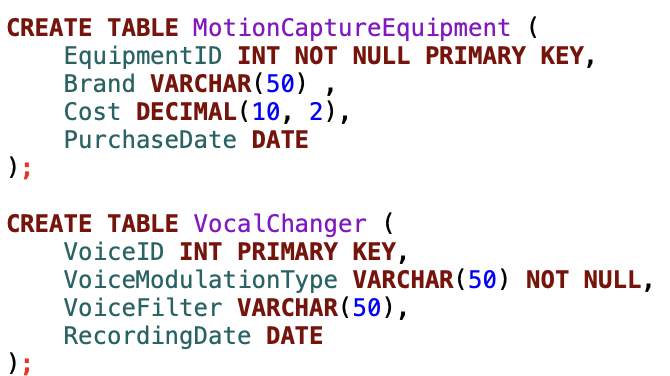 CREATE TABLE MotionCaptureEquipment (
    EquipmentID INT NOT NULL PRIMARY KEY,
    Brand VARCHAR(50) ,
    Cost DECIMAL(10, 2),
    PurchaseDate DATE
);

CREATE TABLE VocalChanger (
    VoiceID INT PRIMARY KEY,
    VoiceModulationType VARCHAR(50) NOT NULL,
    VoiceFilter VARCHAR(50),
    RecordingDate DATE
);